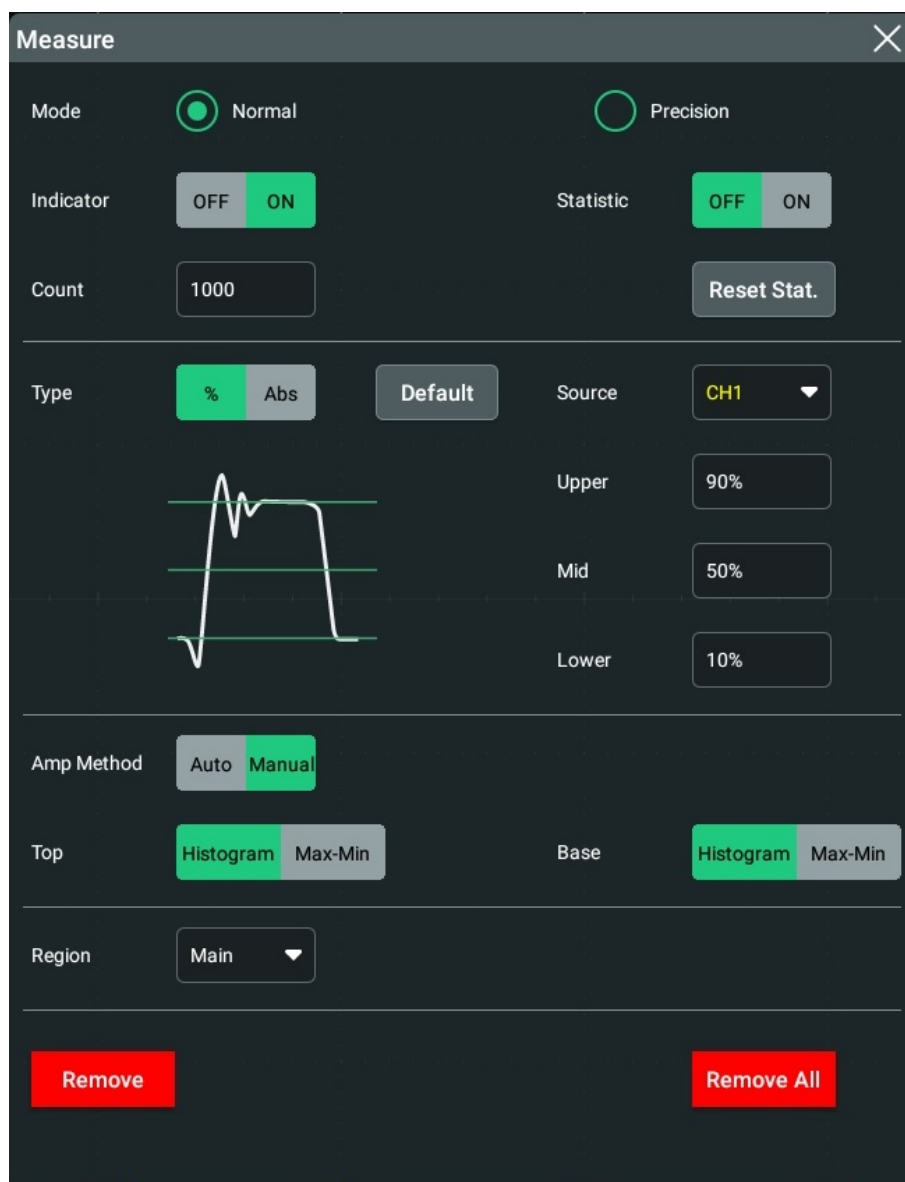 Measure
Mode Normal Precision
Indicator OFF ON Statistic OFF ON
Count 1000 Reset Stat.
Type % Abs Default Source CH1
Upper 90%
Mid 50%
Lower 10%
Amp Method Auto Manual
Top Histogram Max-Min Base Histogram Max-Min
Region Main
Remove Remove All